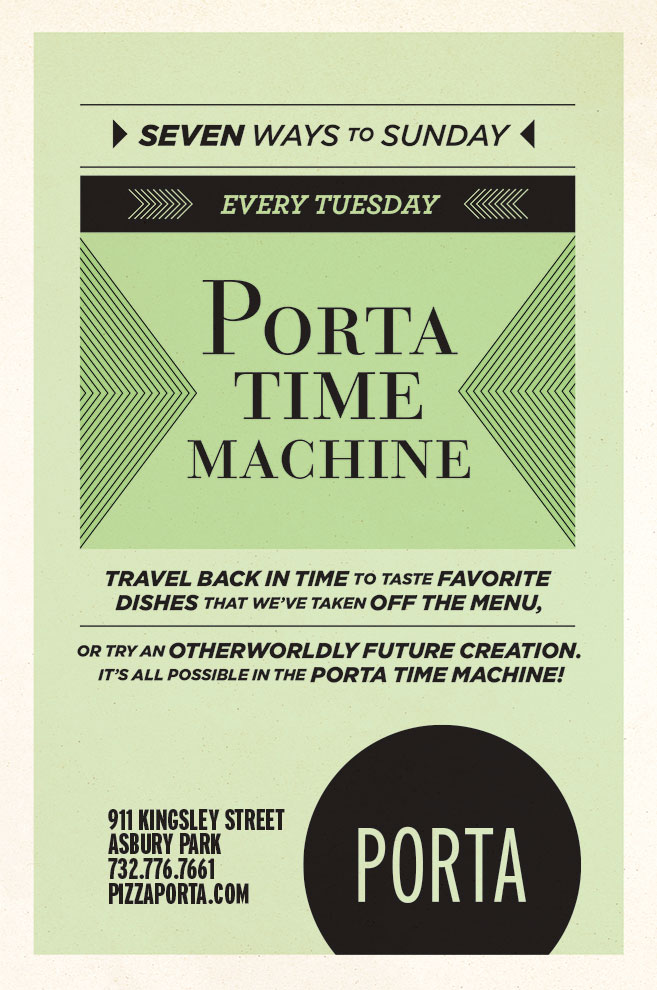 SEVEN WAYS TO SUNDAY
EVERY TUESDAY
PORTA
TIME
MACHINE
TRAVEL BACK IN TIME TO TASTE FAVORITE
DISHES THAT WE'VE TAKEN OFF THE MENU,
OR TRY AN OTHERWORLDLY FUTURE CREATION.
IT'S ALL POSSIBLE IN THE PORTA TIME MACHINE!
911 KINGSLEY STREET
ASBURY PARK
732.776.7661
PIZZAPORTA.COM
PORTA